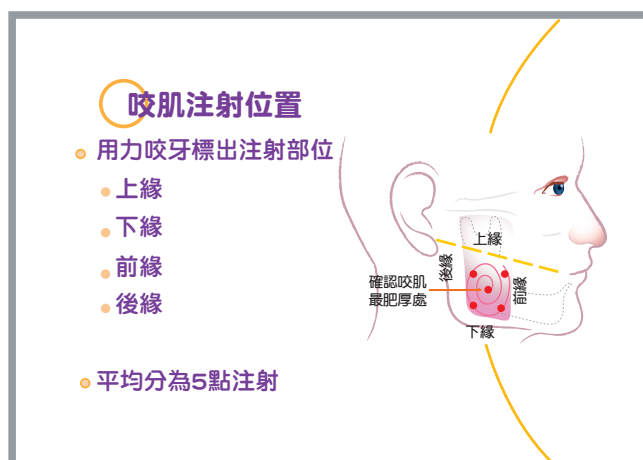 咬肌注射位置
用力咬牙標出注射部位
上緣
下緣
前緣
後緣
平均分為5點注射
上緣
後緣
確認咬肌
最肥厚處
前緣
下緣